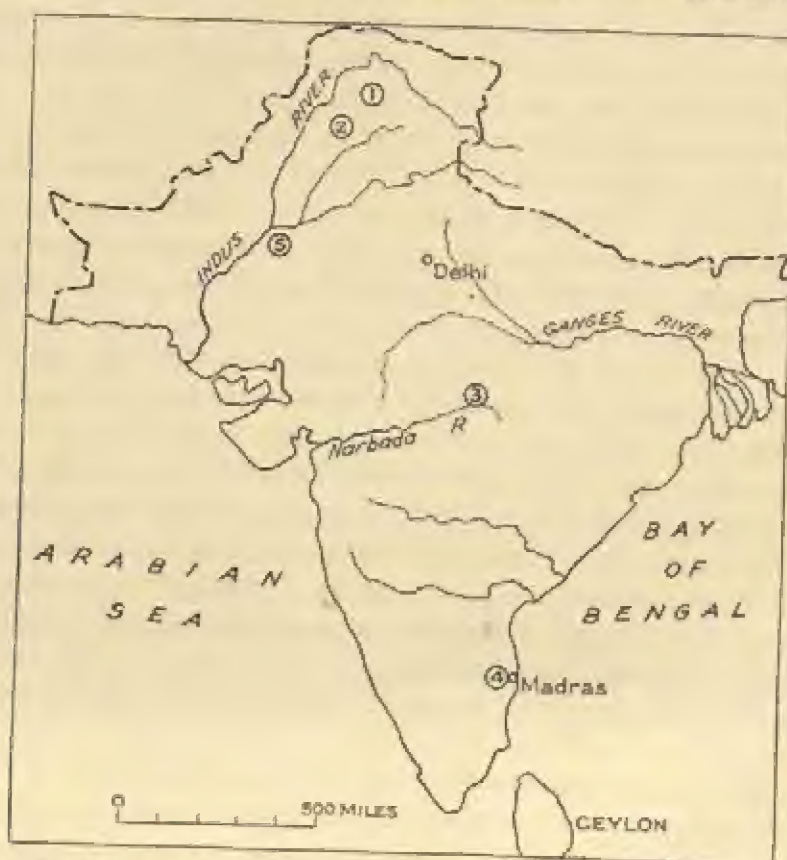 RIVER
①
②
INDUS
⑤
Delhi
GANGES RIVER
③
Narbada R
ARABIAN
SEA
BAY
OF
BENGAL
④
Madras
0 500 MILES
CEYLON